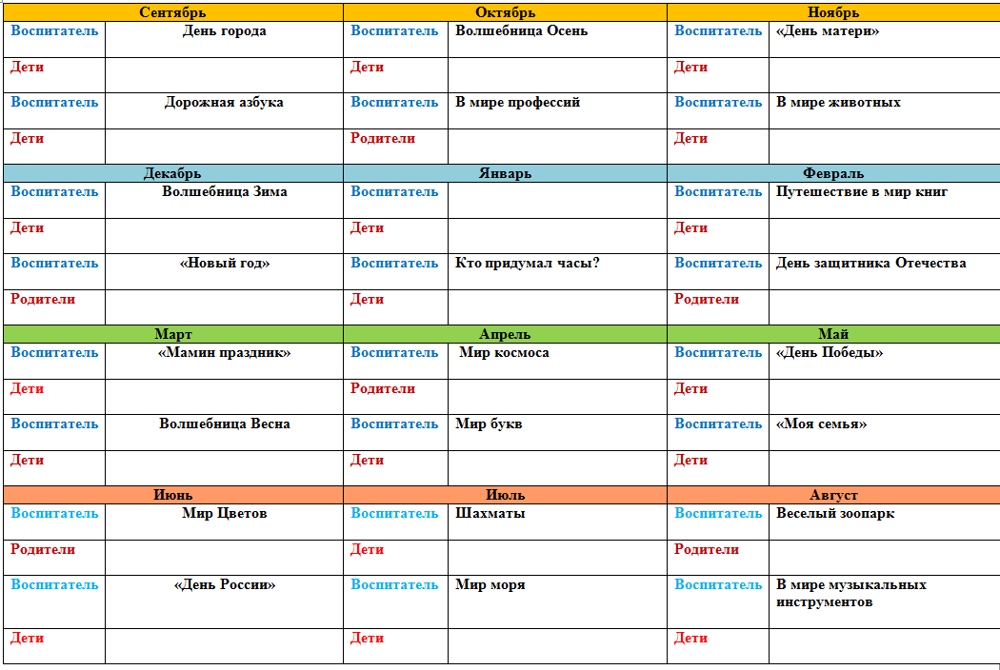 Сентябрь Октябрь Ноябрь
Воспитатель День города Воспитатель Волшебница Осень Воспитатель «День матери»
Дети Дети Дети
Воспитатель Дорожная азбука Воспитатель В мире профессий Воспитатель В мире животных
Дети Родители Дети
Декабрь Январь Февраль
Воспитатель Волшебница Зима Воспитатель Воспитатель Путешествие в мир книг
Дети Дети Дети
Воспитатель «Новый год» Воспитатель Кто придумал часы? Воспитатель День защитника Отечества
Родители Дети Родители
Март Апрель Май
Воспитатель «Мамин праздник» Воспитатель Мир космоса Воспитатель «День Победы»
Дети Родители Дети
Воспитатель Волшебница Весна Воспитатель Мир букв Воспитатель «Моя семья»
Дети Дети Дети
Июнь Июль Август
Воспитатель Мир Цветов Воспитатель Шахматы Воспитатель Веселый зоопарк
Родители Дети Родители
Воспитатель «День России» Воспитатель Мир моря Воспитатель В мире музыкальных
инструментов
Дети Дети Дети